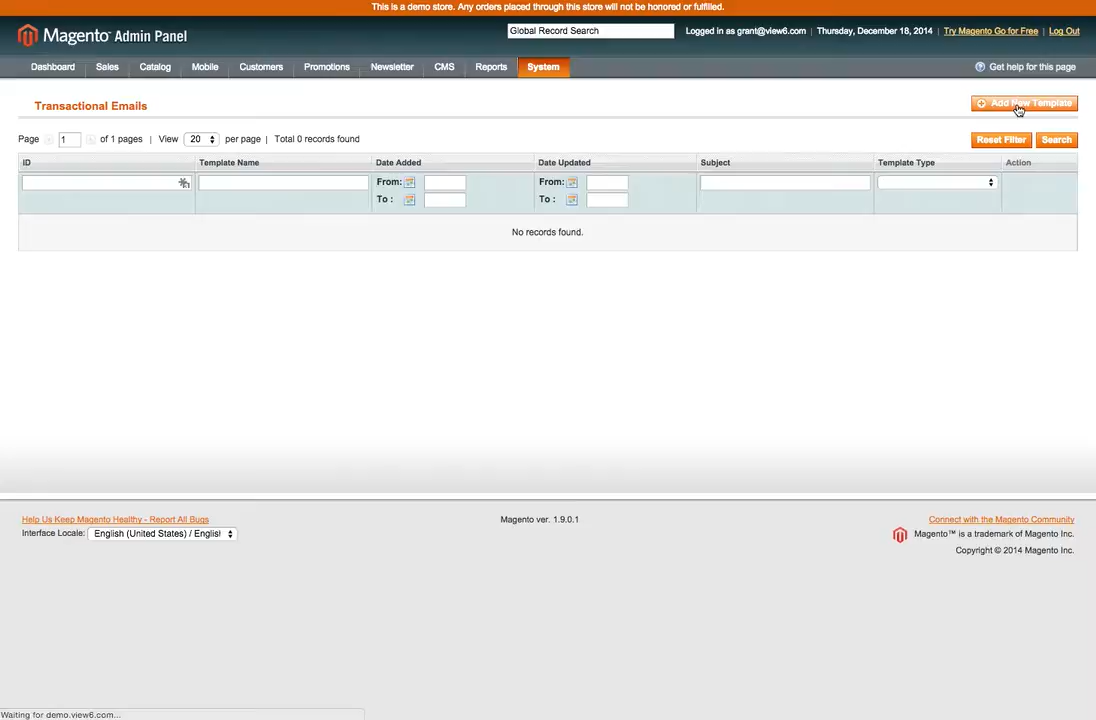 This is a demo store. Any orders placed through this store will not be honored or fulfilled.
Magento Admin Panel
Global Record Search
Logged in as grant@view6.com | Thursday, December 18, 2014 | Try Magento Go for Free | Log Out
Dashboard Sales Catalog Mobile Customers Promotions Newsletter CMS Reports System
Get help for this page
Transactional Emails
Add New Template
Page 1 of 1 pages | View 20 per page | Total 0 records found
Reset Filter Search
ID Template Name Date Added Date Updated Subject Template Type Action
From: From:
To : To :
No records found.
Help Us Keep Magento Healthy - Report All Bugs
Magento ver. 1.9.0.1
Connect with the Magento Community
Interface Locale: English (United States) / Englisl
Magento™ is a trademark of Magento Inc.
Copyright © 2014 Magento Inc.
Waiting for demo.view6.com...